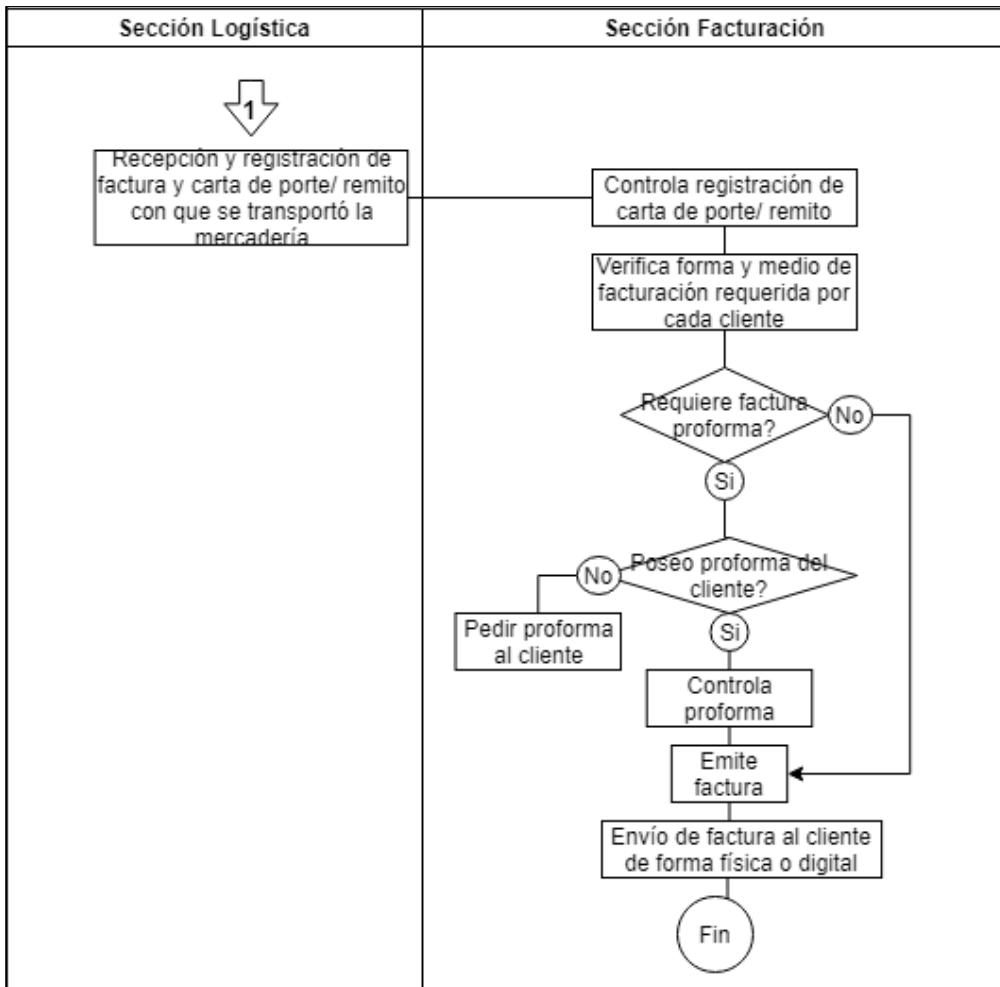 Sección Logística
Sección Facturación
1
Recepción y registración de
factura y carta de porte/ remito
con que se transportó la
mercadería
Controla registración de
carta de porte/ remito
Verifica forma y medio de
facturación requerida por
cada cliente
Requiere factura
proforma?
No
Si
Poseo proforma del
cliente?
No
Pedir proforma
al cliente
Si
Controla
proforma
Emite
factura
Envío de factura al cliente
de forma física o digital
Fin